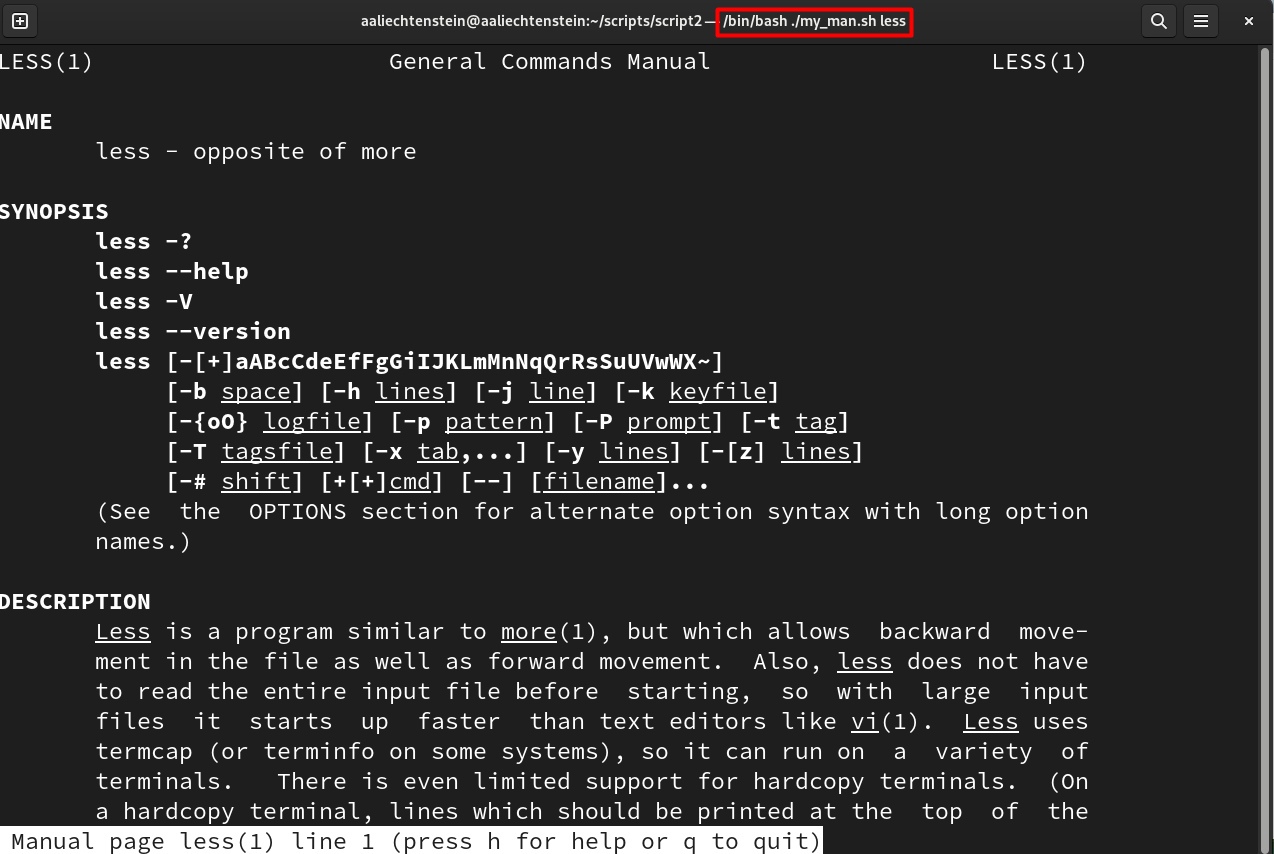 aaliechtenstein@aaliechtenstein:~/scripts/script2 — /bin/bash ./my_man.sh less
LESS(1) General Commands Manual LESS(1)
NAME
less - opposite of more
SYNOPSIS
less -?
less --help
less -V
less --version
less [-[+]aABcCdeEfFgGiIJKLmMnNqQrRsSuUVwWX~]
[-b space] [-h lines] [-j line] [-k keyfile]
[-{oO} logfile] [-p pattern] [-P prompt] [-t tag]
[-T tagsfile] [-x tab,...] [-y lines] [-[z] lines]
[-# shift] [+[+]cmd] [--] [filename]...
(See the OPTIONS section for alternate option syntax with long option
names.)
DESCRIPTION
Less is a program similar to more(1), but which allows backward move-
ment in the file as well as forward movement. Also, less does not have
to read the entire input file before starting, so with large input
files it starts up faster than text editors like vi(1). Less uses
termcap (or terminfo on some systems), so it can run on a variety of
terminals. There is even limited support for hardcopy terminals. (On
a hardcopy terminal, lines which should be printed at the top of the
Manual page less(1) line 1 (press h for help or q to quit)